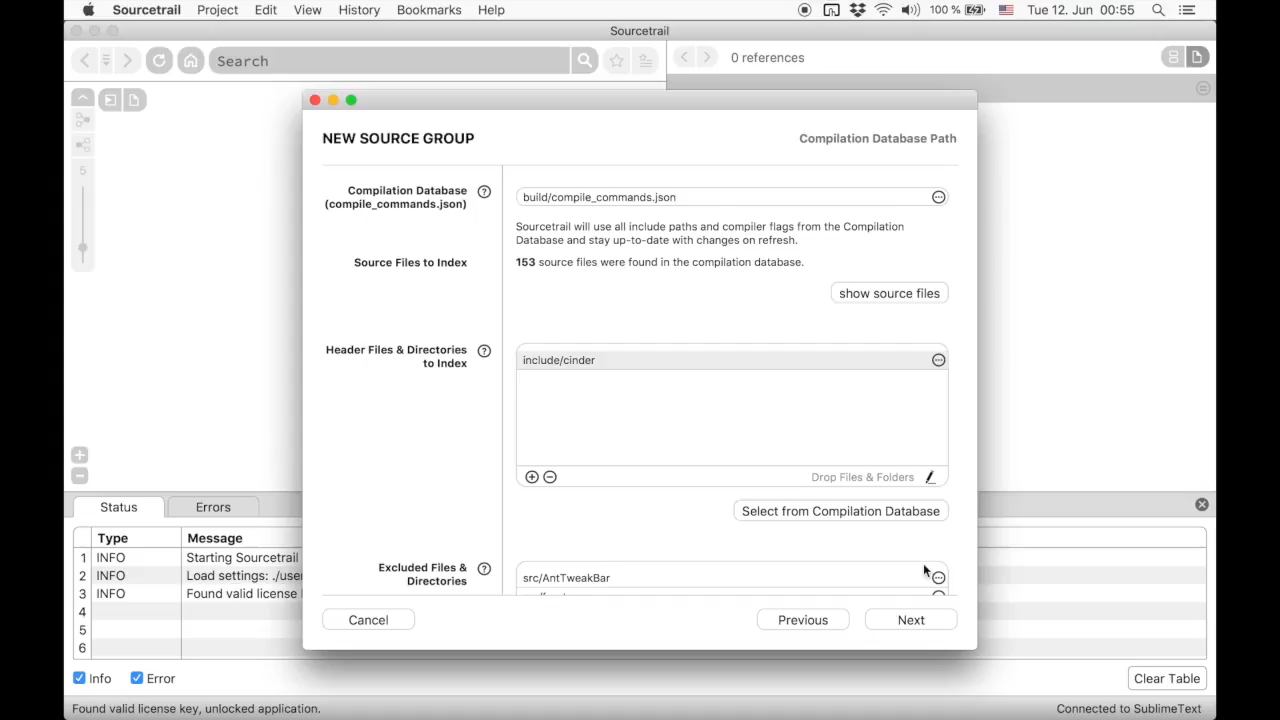 Sourcetrail Project Edit View History Bookmarks Help 100 % Tue 12. Jun 00:55
Sourcetrail
Search
0 references
5
NEW SOURCE GROUP
Compilation Database Path
Compilation Database
(compile_commands.json)
build/compile_commands.json
Sourcetrail will use all include paths and compiler flags from the Compilation
Database and stay up-to-date with changes on refresh.
Source Files to Index
153 source files were found in the compilation database.
show source files
Header Files & Directories
to Index
include/cinder
Drop Files & Folders
Select from Compilation Database
Excluded Files &
Directories
src/AntTweakBar
Cancel
Previous
Next
Status
Errors
Type Message
1 INFO Starting Sourcetrail
2 INFO Load settings: ./use
3 INFO Found valid license
4
5
6
Info
Error
Clear Table
Found valid license key, unlocked application.
Connected to SublimeText